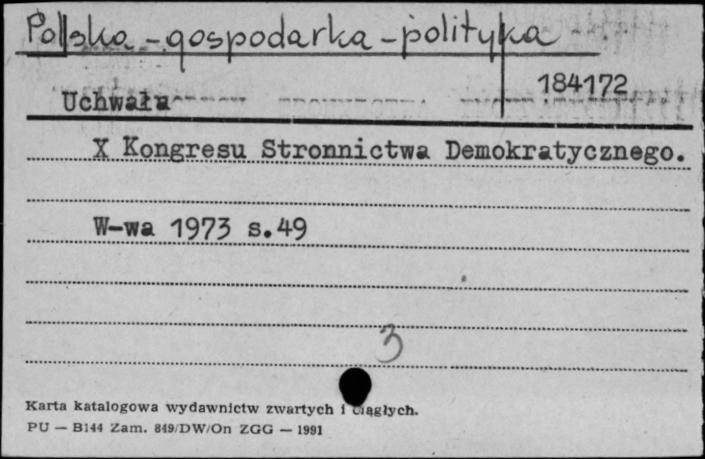 Polska - gospodarka - polityka
184172
Uchwała
X Kongresu Stronnictwa Demokratycznego.
W-wa 1973 s.49
3
Karta katalogowa wydawnictw zwartych i ciągłych.
PU — B144 Zam. 849/DW/On ZGG — 1991